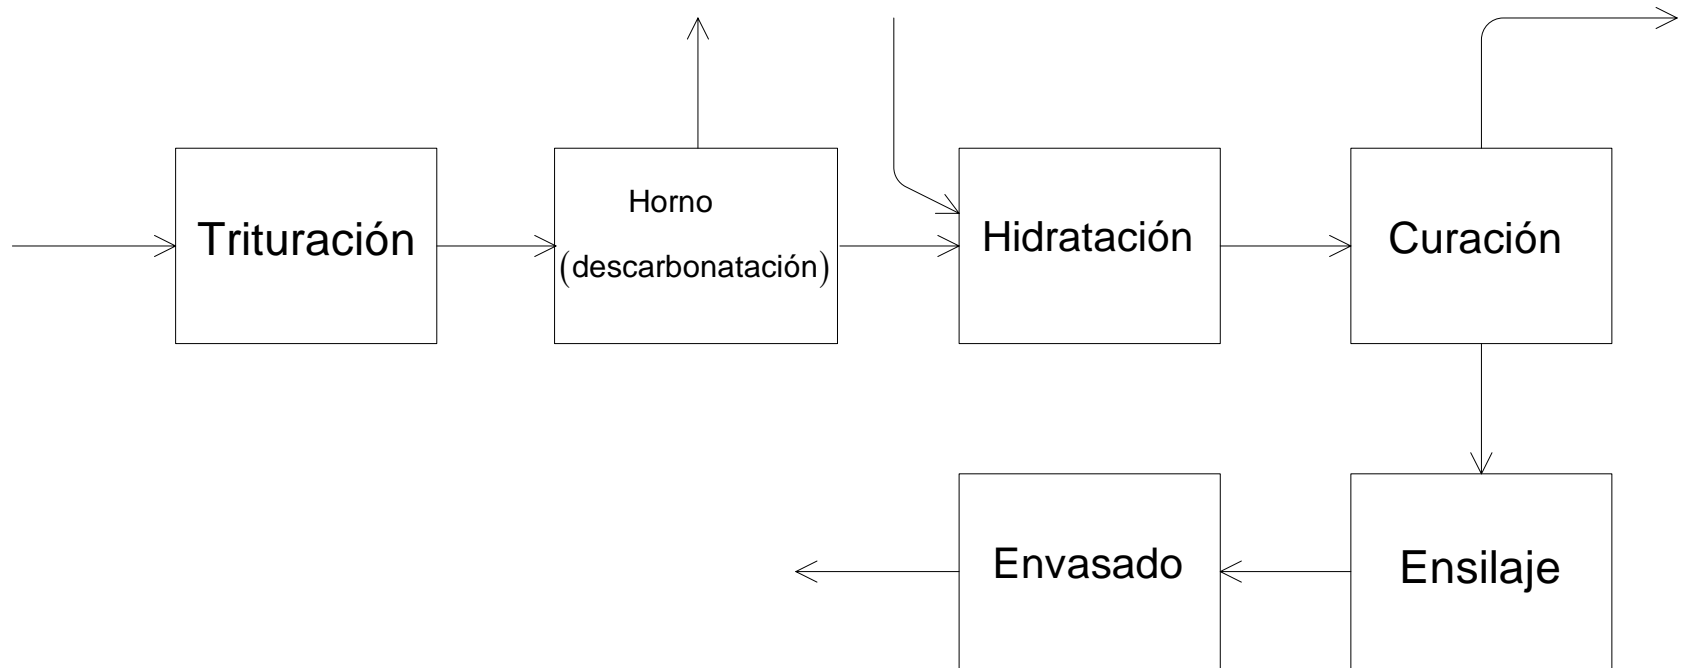 Trituración
Horno
(descarbonatación)
Hidratación
Curación
Envasado
Ensilaje